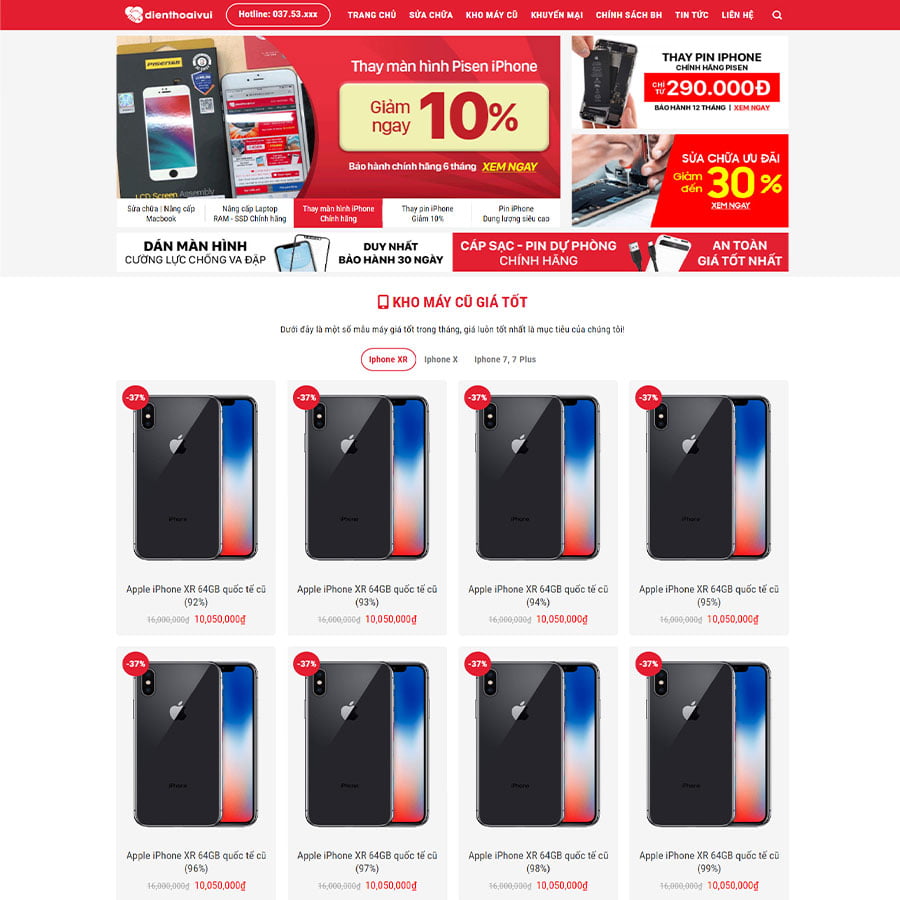 dienthoaivui
Hotline: 037.53.xxx
TRANG CHỦ
SỬA CHỮA
KHO MÁY CŨ
KHUYẾN MẠI
CHÍNH SÁCH BH
TIN TỨC
LIÊN HỆ
PISEN
LCD Screen Assembly
Thay màn hình Pisen iPhone
Giảm
ngay
10%
Bảo hành chính hãng 6 tháng XEM NGAY
THAY PIN IPHONE
CHÍNH HÃNG PISEN
CHỈ
TỪ
290.000Đ
BẢO HÀNH 12 THÁNG | XEM NGAY
SỬA CHỮA ƯU ĐÃI
Giảm
đến
30%
XEM NGAY
Sửa chữa | Nâng cấp
Macbook
Nâng cấp Laptop
RAM - SSD Chính hãng
Thay màn hình iPhone
Chính hãng
Thay pin iPhone
Giảm 10%
Pin iPhone
Dung lượng siêu cao
DÁN MÀN HÌNH
CƯỜNG LỰC CHỐNG VA ĐẬP
DUY NHẤT
BẢO HÀNH 30 NGÀY
CÁP SẠC - PIN DỰ PHÒNG
CHÍNH HÃNG
AN TOÀN
GIÁ TỐT NHẤT
KHO MÁY CŨ GIÁ TỐT
Dưới đây là một số mẫu máy giá tốt trong tháng, giá luôn tốt nhất là mục tiêu của chúng tôi!
Iphone XR
Iphone X
Iphone 7, 7 Plus
-37%
-37%
-37%
-37%
iPhone
iPhone
iPhone
iPhone
Apple iPhone XR 64GB quốc tế cũ
(92%)
16,000,000₫ 10,050,000₫
Apple iPhone XR 64GB quốc tế cũ
(93%)
16,000,000₫ 10,050,000₫
Apple iPhone XR 64GB quốc tế cũ
(94%)
16,000,000₫ 10,050,000₫
Apple iPhone XR 64GB quốc tế cũ
(95%)
16,000,000₫ 10,050,000₫
-37%
-37%
-37%
-37%
iPhone
iPhone
iPhone
iPhone
Apple iPhone XR 64GB quốc tế cũ
(96%)
16,000,000₫ 10,050,000₫
Apple iPhone XR 64GB quốc tế cũ
(97%)
16,000,000₫ 10,050,000₫
Apple iPhone XR 64GB quốc tế cũ
(98%)
16,000,000₫ 10,050,000₫
Apple iPhone XR 64GB quốc tế cũ
(99%)
16,000,000₫ 10,050,000₫